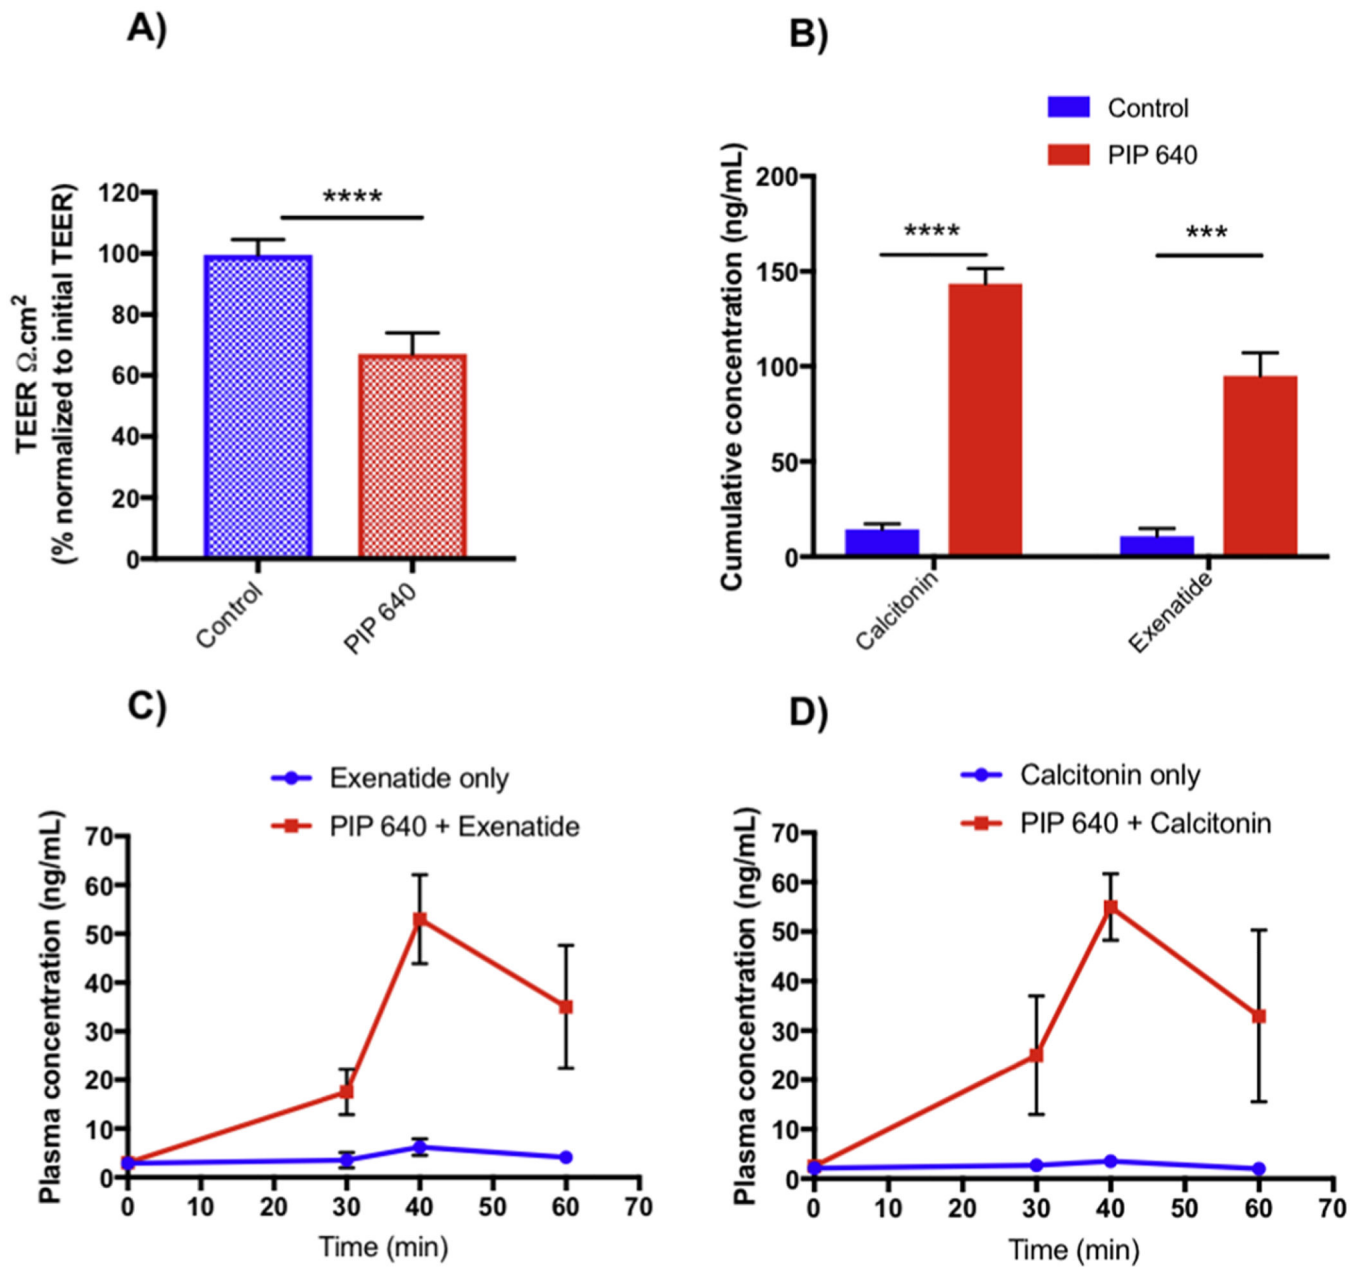 A)
TEER Ω.cm²
(% normalized to initial TEER)
120
100
80
60
40
20
0
****
Control
PIP 640
B)
Control
PIP 640
Cumulative concentration (ng/mL)
200
150
100
50
0
****
***
Calcitonin
Exenatide
C)
Exenatide only
PIP 640 + Exenatide
Plasma concentration (ng/mL)
70
60
50
40
30
20
10
0
0 10 20 30 40 50 60 70
Time (min)
D)
Calcitonin only
PIP 640 + Calcitonin
Plasma concentration (ng/mL)
70
60
50
40
30
20
10
0
0 10 20 30 40 50 60 70
Time (min)